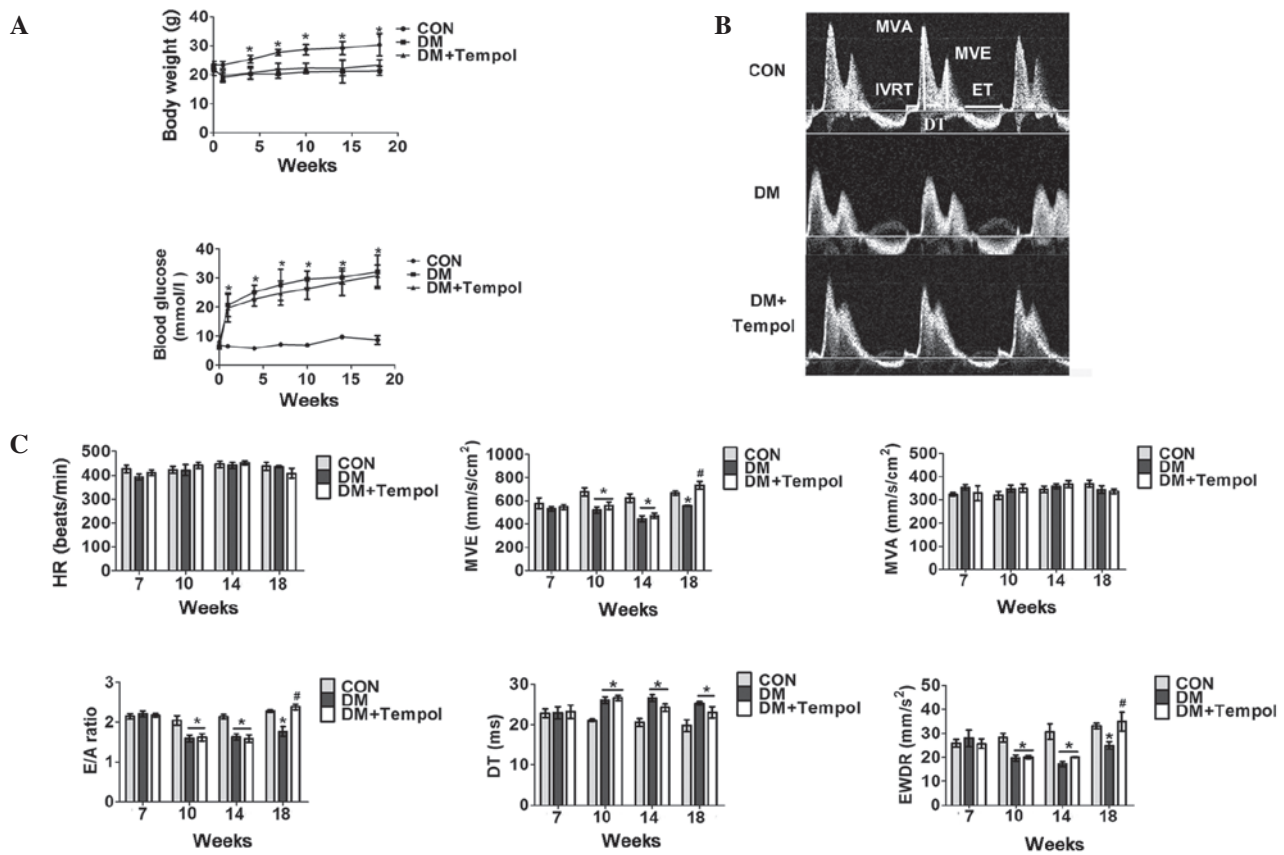 A
Body weight (g)
40
30
20
10
0
0 5 10 15 20
Weeks
* * * * * *
CON
DM
DM+Tempol
Blood glucose
(mmol/l )
40
30
20
10
0
0 5 10 15 20
Weeks
* * * * * *
CON
DM
DM+Tempol
B
CON
MVA
MVE
IVRT
ET
DT
DM
DM+
Tempol
C
HR (beats/min)
500
400
300
200
100
0
7 10 14 18
Weeks
CON
DM
DM+Tempol
MVE (mm/s/cm²)
1000
800
600
400
200
0
* * * #
7 10 14 18
Weeks
CON
DM
DM+Tempol
MVA (mm/s/cm²)
500
400
300
200
100
0
7 10 14 18
Weeks
CON
DM
DM+Tempol
E/A ratio
3
2
1
0
* * * #
7 10 14 18
Weeks
CON
DM
DM+Tempol
DT (ms)
30
20
10
0
* * *
7 10 14 18
Weeks
CON
DM
DM+Tempol
EWDR (mm/s²)
50
40
30
20
10
0
* * * #
7 10 14 18
Weeks
CON
DM
DM+Tempol